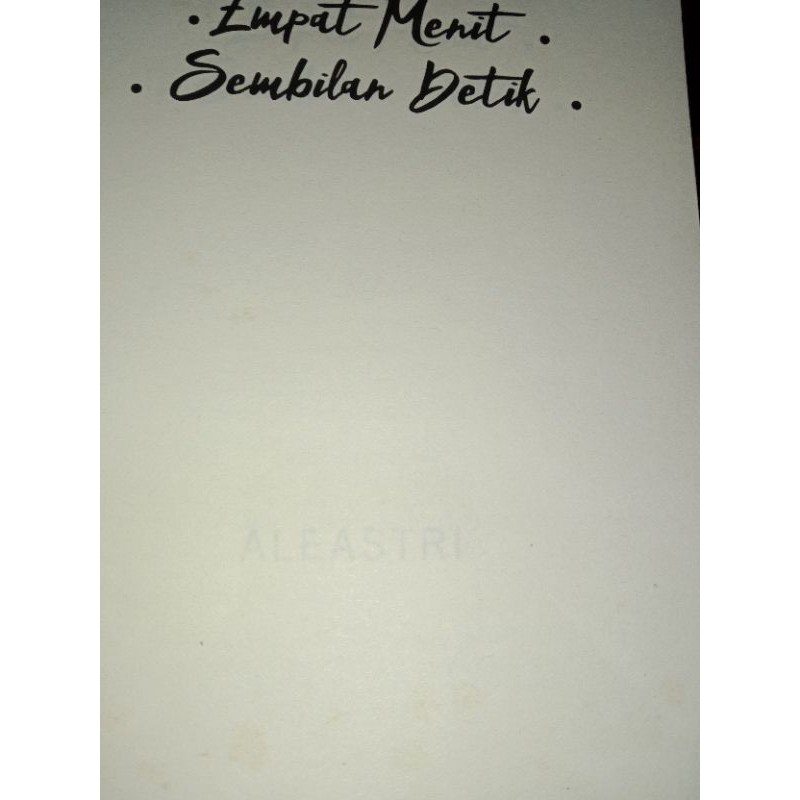 • Empat Menit •
• Sembilan Detik •
ALEASTRI